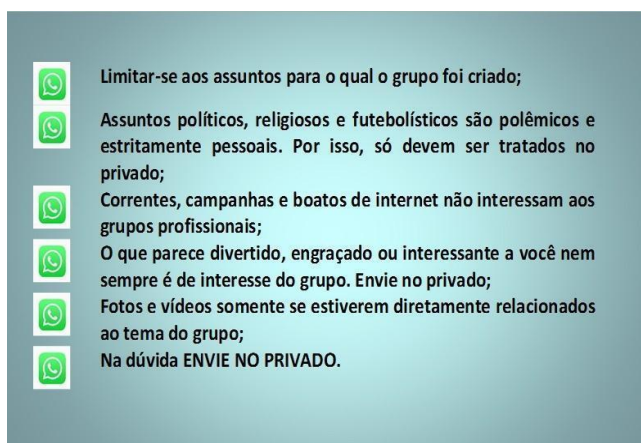 Limitar-se aos assuntos para o qual o grupo foi criado;
Assuntos políticos, religiosos e futebolísticos são polêmicos e
estritamente pessoais. Por isso, só devem ser tratados no
privado;
Correntes, campanhas e boatos de internet não interessam aos
grupos profissionais;
O que parece divertido, engraçado ou interessante a você nem
sempre é de interesse do grupo. Envie no privado;
Fotos e vídeos somente se estiverem diretamente relacionados
ao tema do grupo;
Na dúvida ENVIE NO PRIVADO.